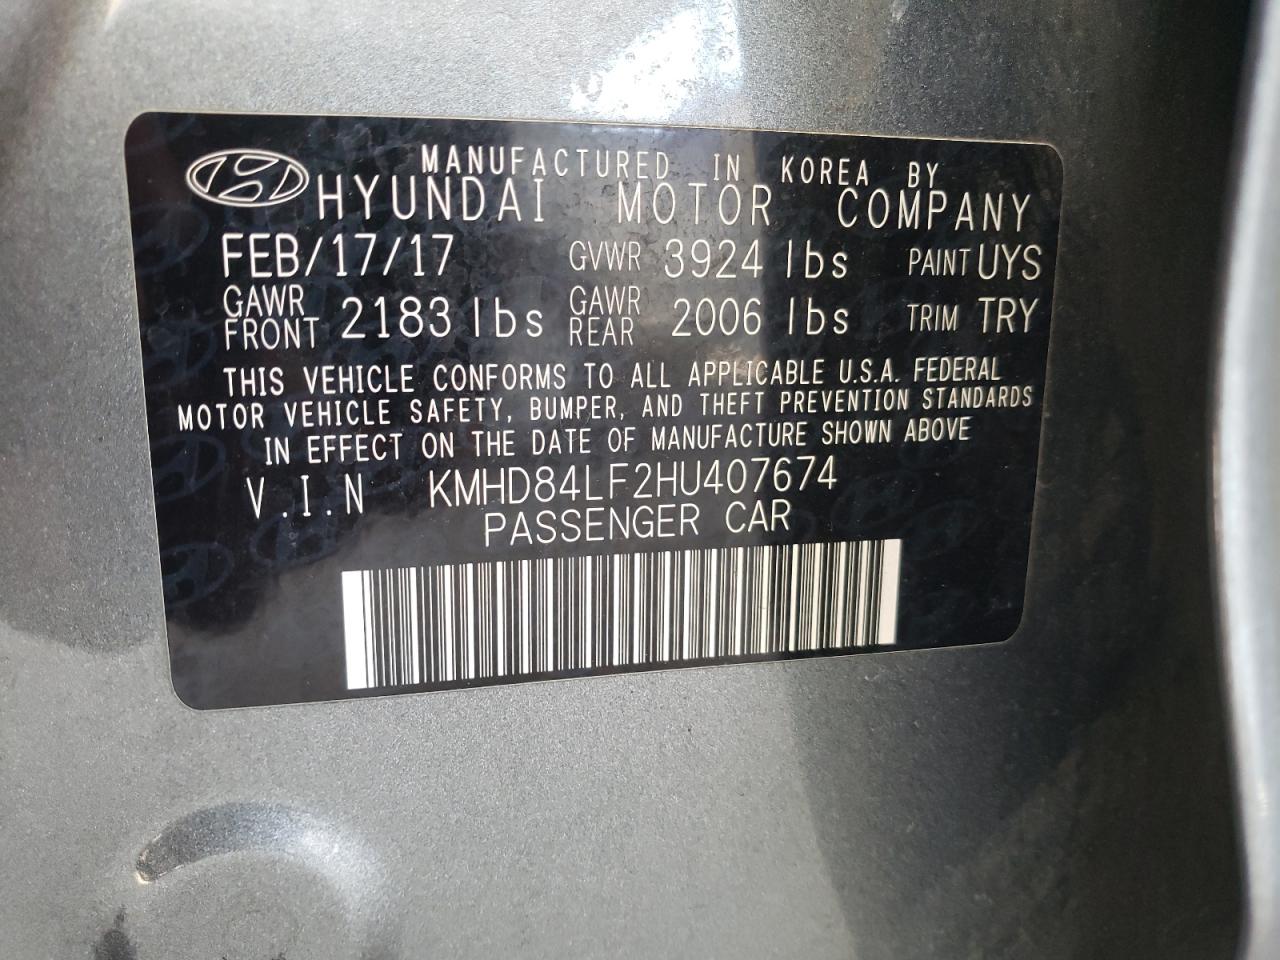 MANUFACTURED IN KOREA BY
HYUNDAI MOTOR COMPANY
FEB/17/17 GVWR 3924 lbs PAINT UYS
GAWR FRONT 2183 lbs GAWR REAR 2006 lbs TRIM TRY
THIS VEHICLE CONFORMS TO ALL APPLICABLE U.S.A. FEDERAL
MOTOR VEHICLE SAFETY, BUMPER, AND THEFT PREVENTION STANDARDS
IN EFFECT ON THE DATE OF MANUFACTURE SHOWN ABOVE
V.I.N KMHD84LF2HU407674
PASSENGER CAR